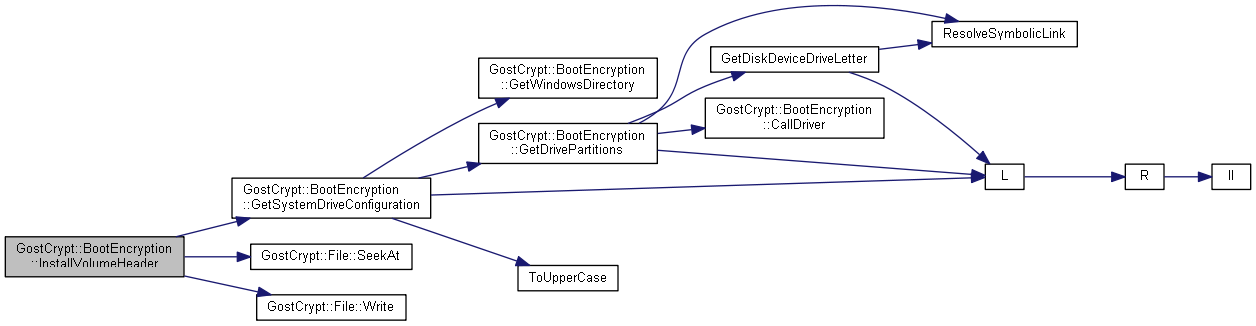 ResolveSymbolicLink
GetDiskDeviceDriveLetter
GostCrypt::BootEncryption
::GetWindowsDirectory
GostCrypt::BootEncryption
::CallDriver
GostCrypt::BootEncryption
::GetDrivePartitions
L
R
II
GostCrypt::BootEncryption
::GetSystemDriveConfiguration
GostCrypt::BootEncryption
::InstallVolumeHeader
GostCrypt::File::SeekAt
ToUpperCase
GostCrypt::File::Write